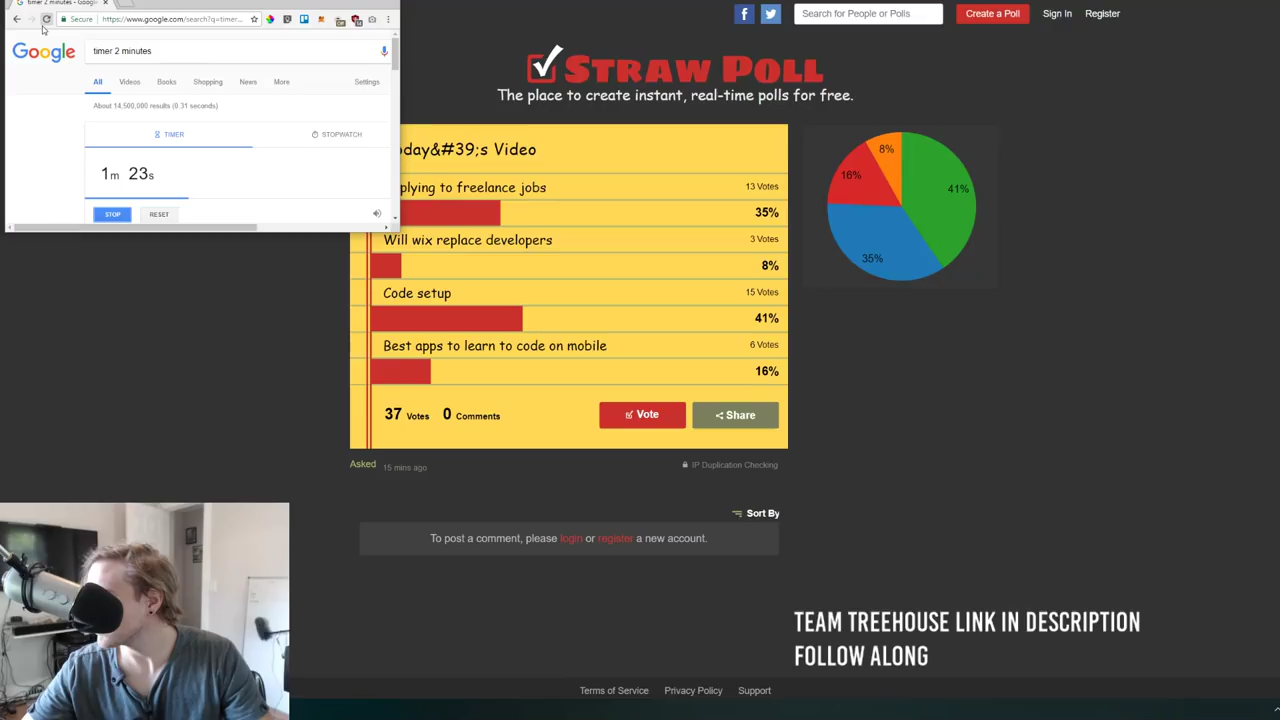 timer 2 minutes - Googl
Secure
https://www.google.com/search?q=timer...
Google
timer 2 minutes
All Videos Books Shopping News More Settings
About 14,500,000 results (0.31 seconds)
TIMER STOPWATCH
1m 23s
STOP RESET
Search for People or Polls
Create a Poll Sign In Register
STRAW POLL
The place to create instant, real-time polls for free.
oday&#39;s Video
plying to freelance jobs 13 Votes
35%
Will wix replace developers 3 Votes
8%
Code setup 15 Votes
41%
Best apps to learn to code on mobile 6 Votes
16%
37 Votes 0 Comments Vote Share
Asked 15 mins ago IP Duplication Checking
8%
16%
41%
35%
Sort By
To post a comment, please login or register a new account.
TEAM TREEHOUSE LINK IN DESCRIPTION
FOLLOW ALONG
Terms of Service Privacy Policy Support